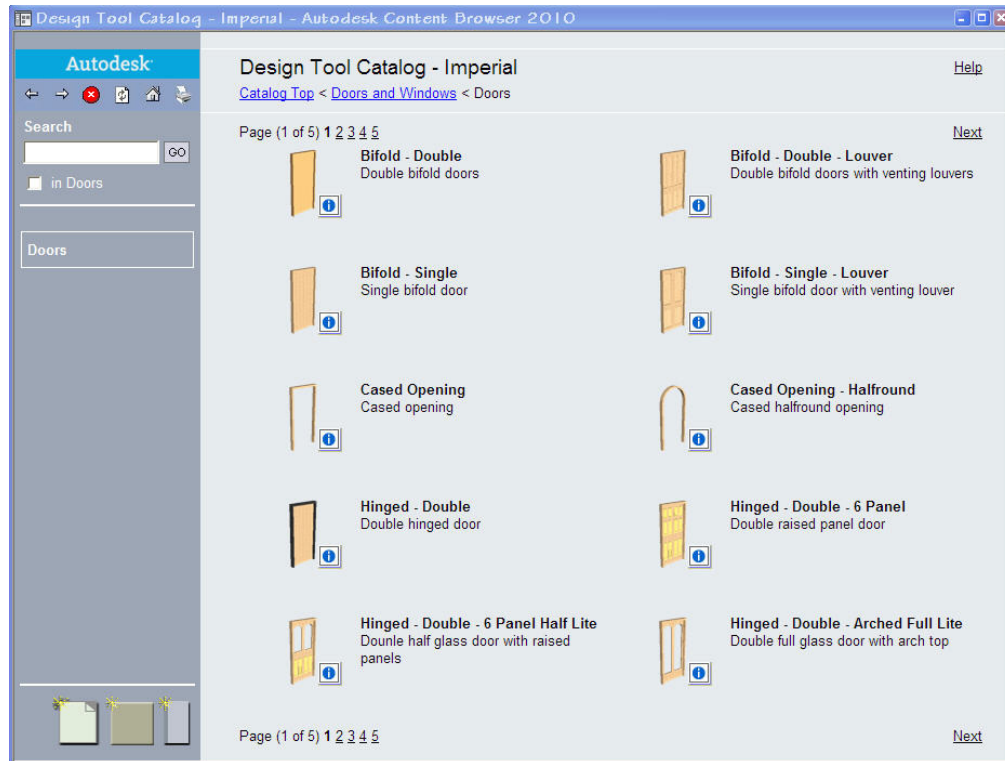 Design Tool Catalog - Imperial - Autodesk Content Browser 2010
Autodesk
Design Tool Catalog - Imperial
Help
Catalog Top < Doors and Windows < Doors
Search
GO
in Doors
Doors
Page (1 of 5) 1 2 3 4 5
Next
Bifold - Double
Double bifold doors
Bifold - Double - Louver
Double bifold doors with venting louvers
Bifold - Single
Single bifold door
Bifold - Single - Louver
Single bifold door with venting louver
Cased Opening
Cased opening
Cased Opening - Halfround
Cased halfround opening
Hinged - Double
Double hinged door
Hinged - Double - 6 Panel
Double raised panel door
Hinged - Double - 6 Panel Half Lite
Dounle half glass door with raised
panels
Hinged - Double - Arched Full Lite
Double full glass door with arch top
Page (1 of 5) 1 2 3 4 5
Next